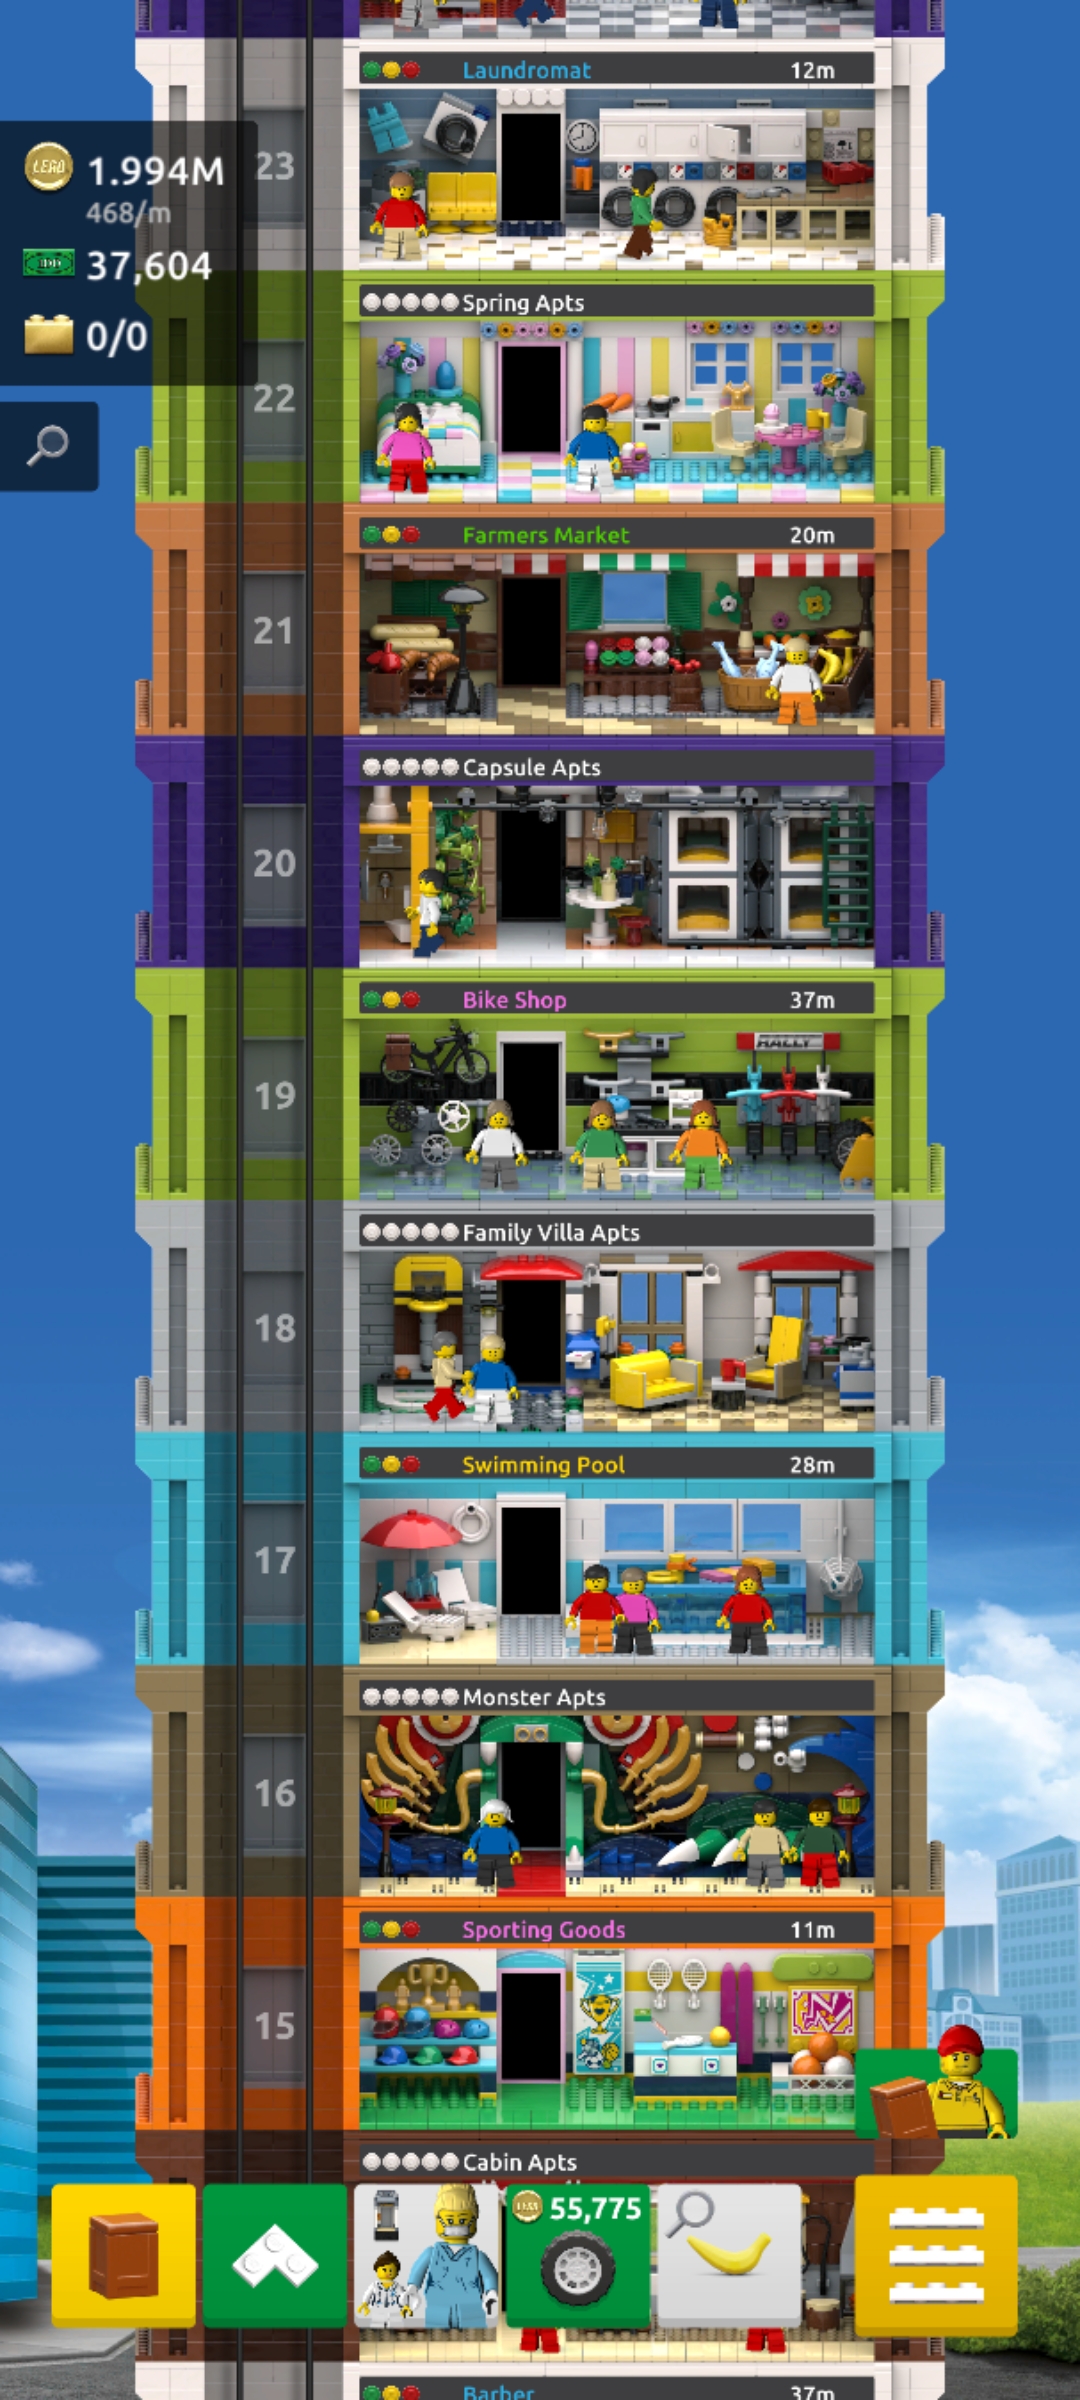 Laundromat 12m
23
LEGO 1.994M
468/m
37,604
0/0
Spring Apts
22
Farmers Market 20m
21
Capsule Apts
20
Bike Shop 37m
RALLY
19
Family Villa Apts
18
Swimming Pool 28m
17
Monster Apts
16
Sporting Goods 11m
15
Cabin Apts
55,775
Barber 37m